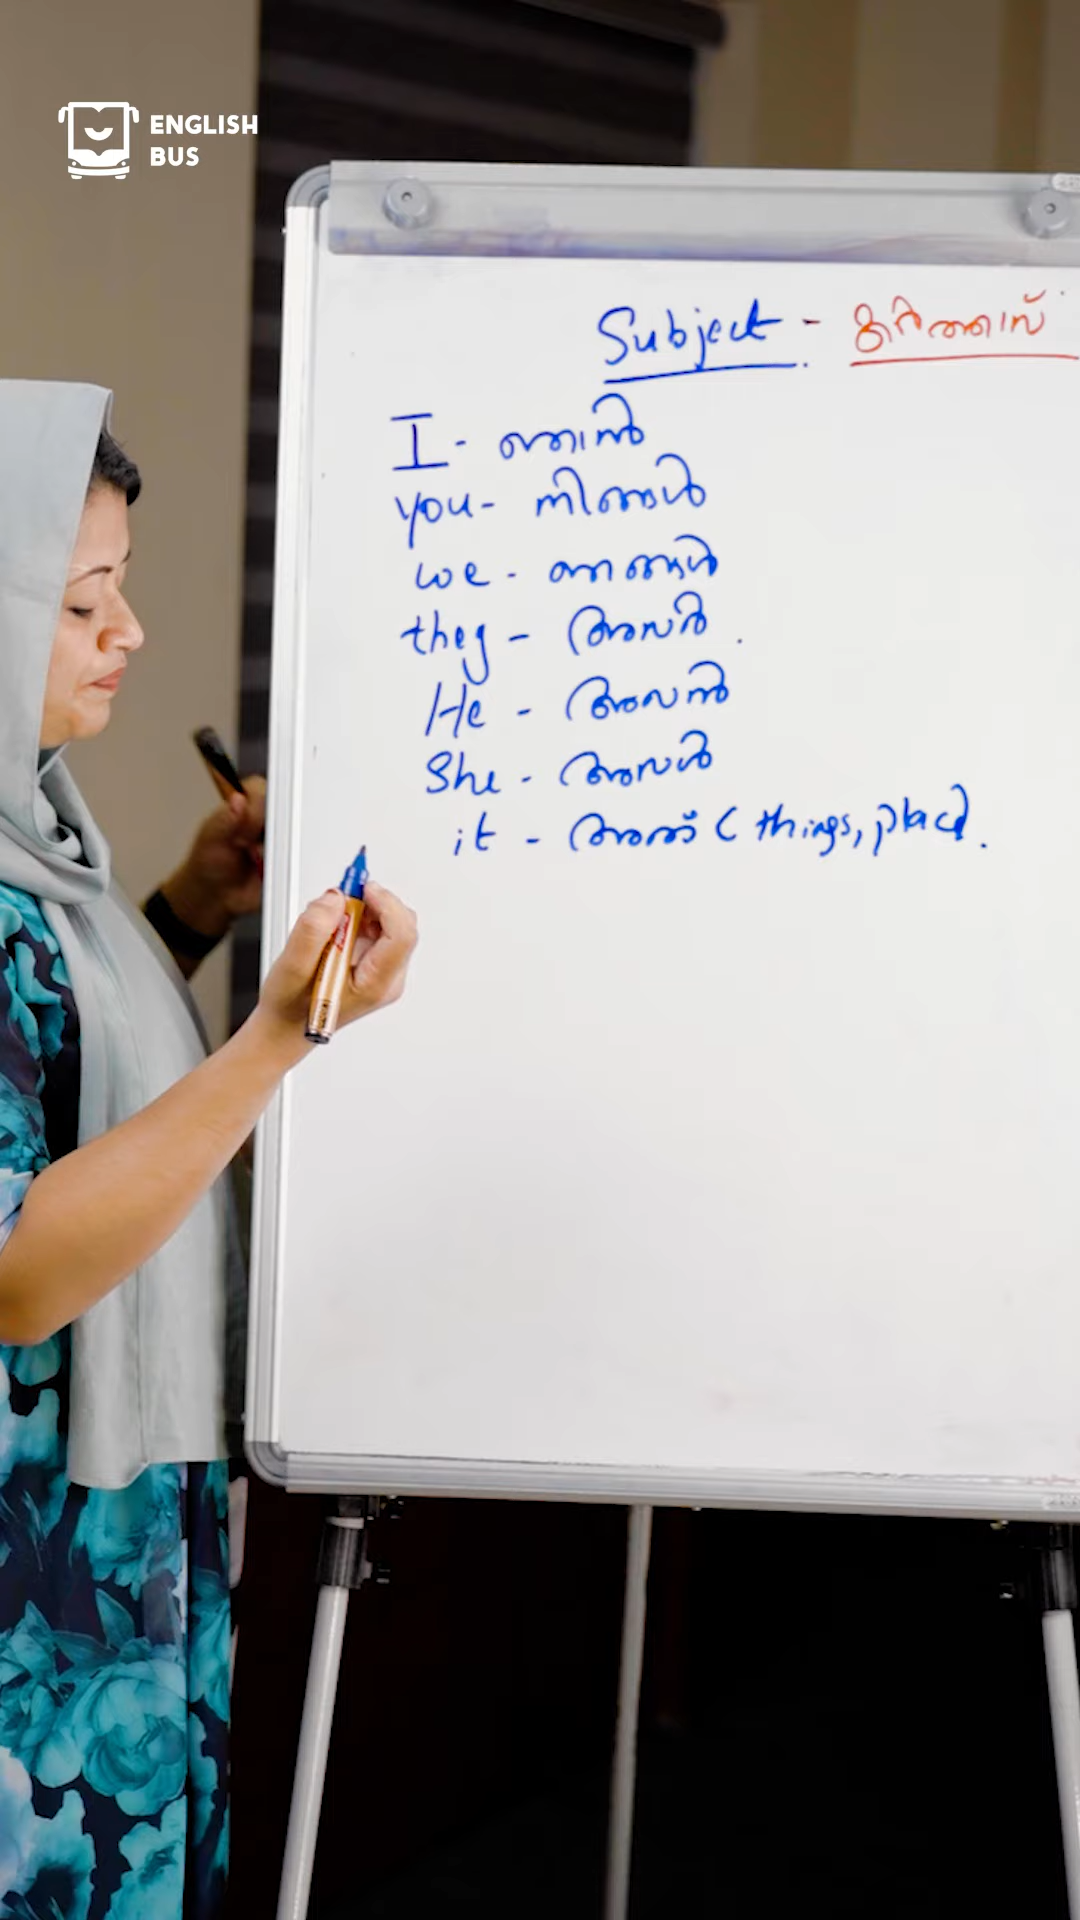 ENGLISH
BUS
Subject - കർത്താവ്
I - ഞാൻ
you - നിങ്ങൾ
we - ഞങ്ങൾ
they - അവർ.
He - അവൻ
She - അവൾ
it - അത് (things, place).